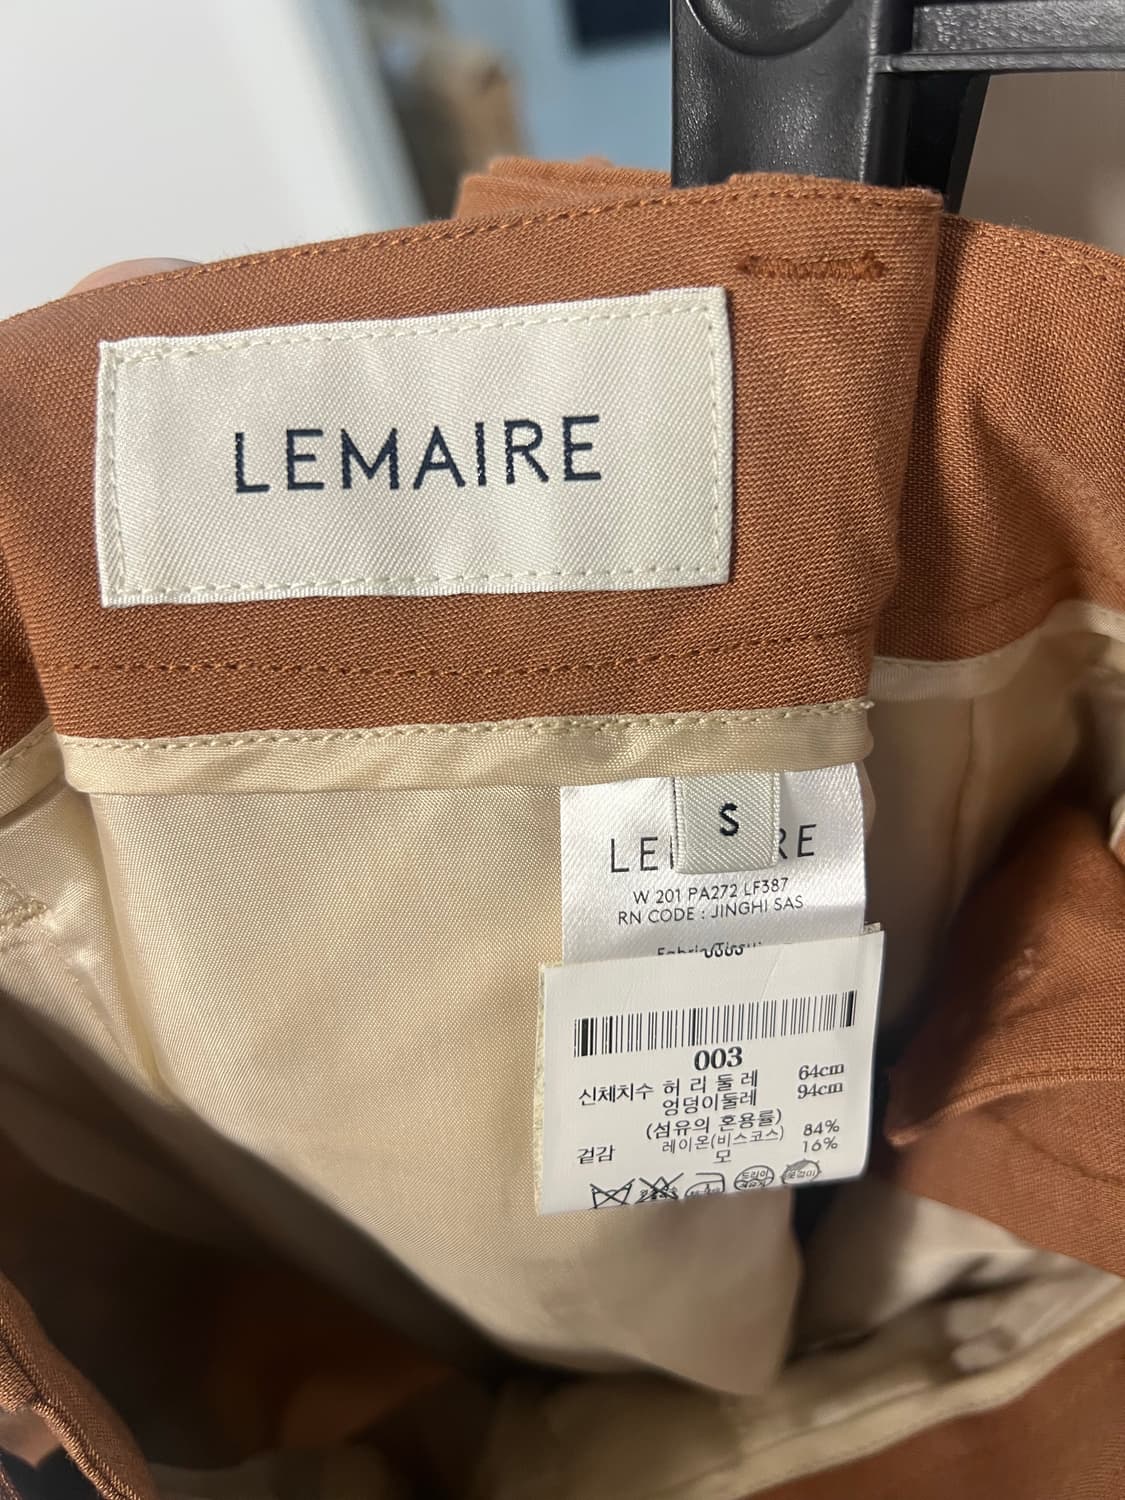 LEMAIRE
S
LE RE
W 201 PA272 LF387
RN CODE : JINGHI SAS
003
신체치수 허 리 둘 레 64cm
엉덩이둘레 94cm
(섬유의 혼용률)
겉감 레이온(비스코스) 84%
모 16%